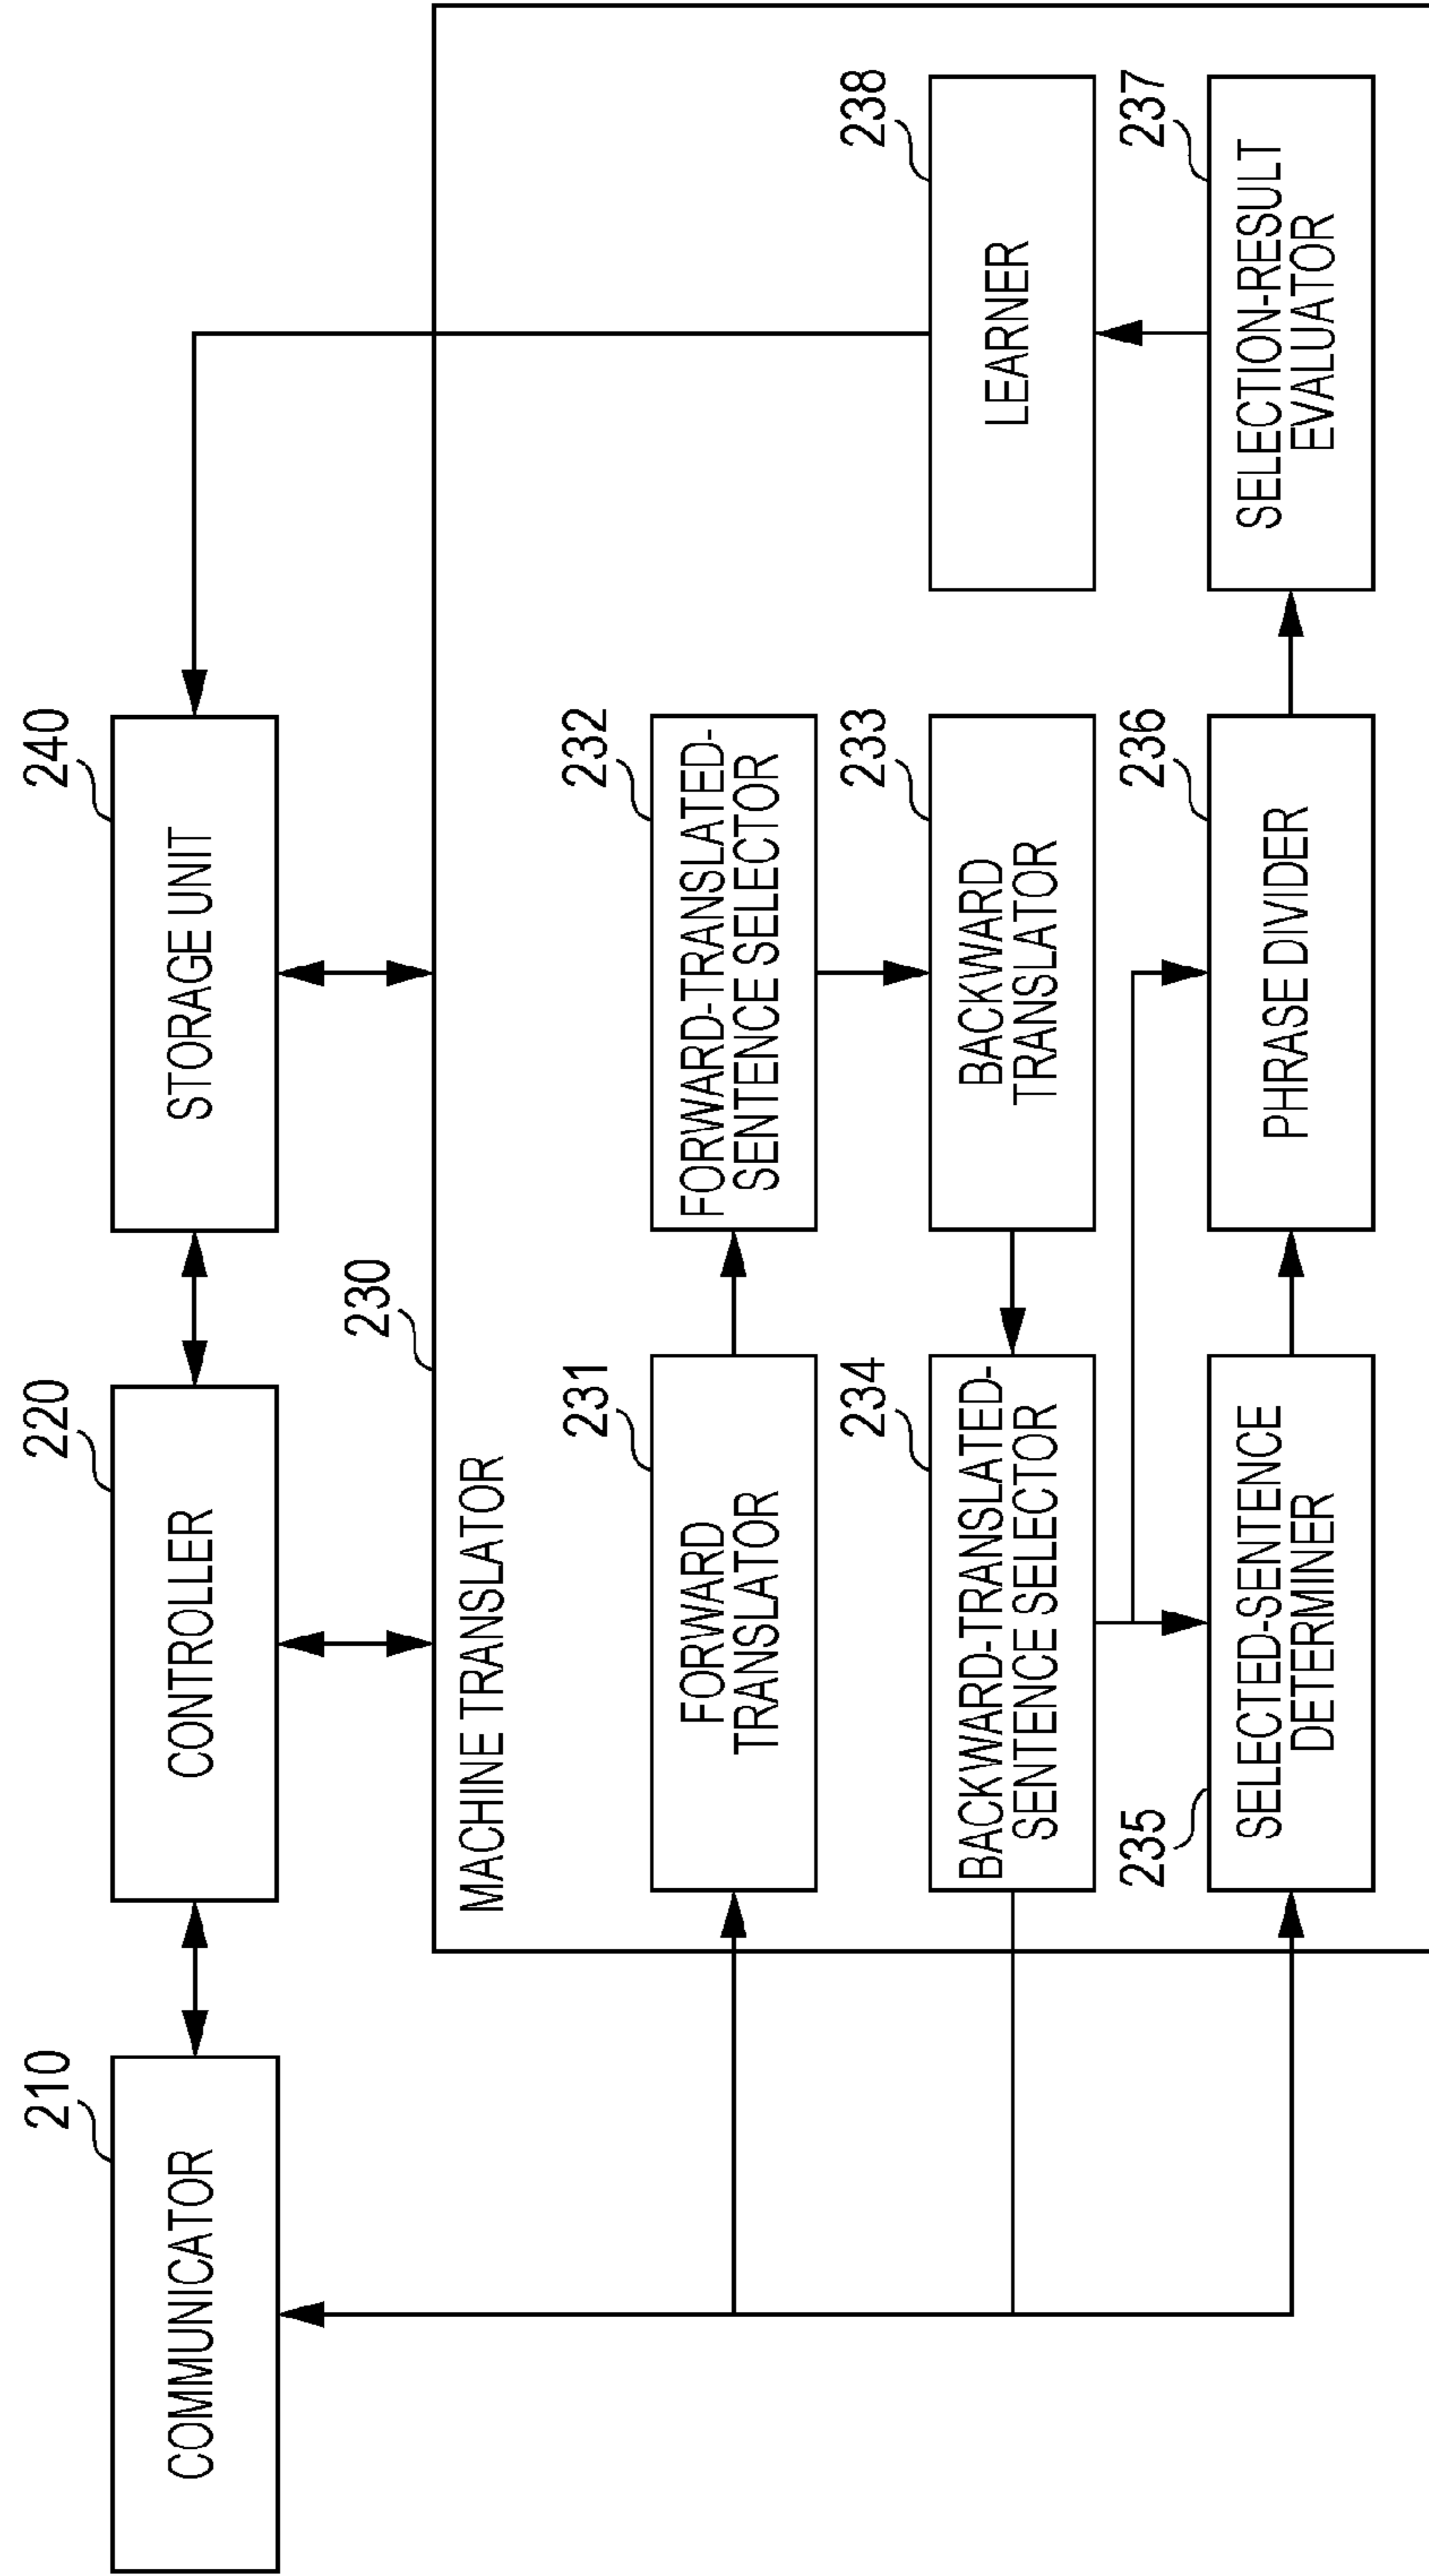 210
COMMUNICATOR
220
CONTROLLER
240
STORAGE UNIT
230
MACHINE TRANSLATOR
231
FORWARD
TRANSLATOR
232
FORWARD-TRANSLATED-
SENTENCE SELECTOR
234
BACKWARD-TRANSLATED-
SENTENCE SELECTOR
233
BACKWARD
TRANSLATOR
238
LEARNER
235
SELECTED-SENTENCE
DETERMINER
236
PHRASE DIVIDER
237
SELECTION-RESULT
EVALUATOR